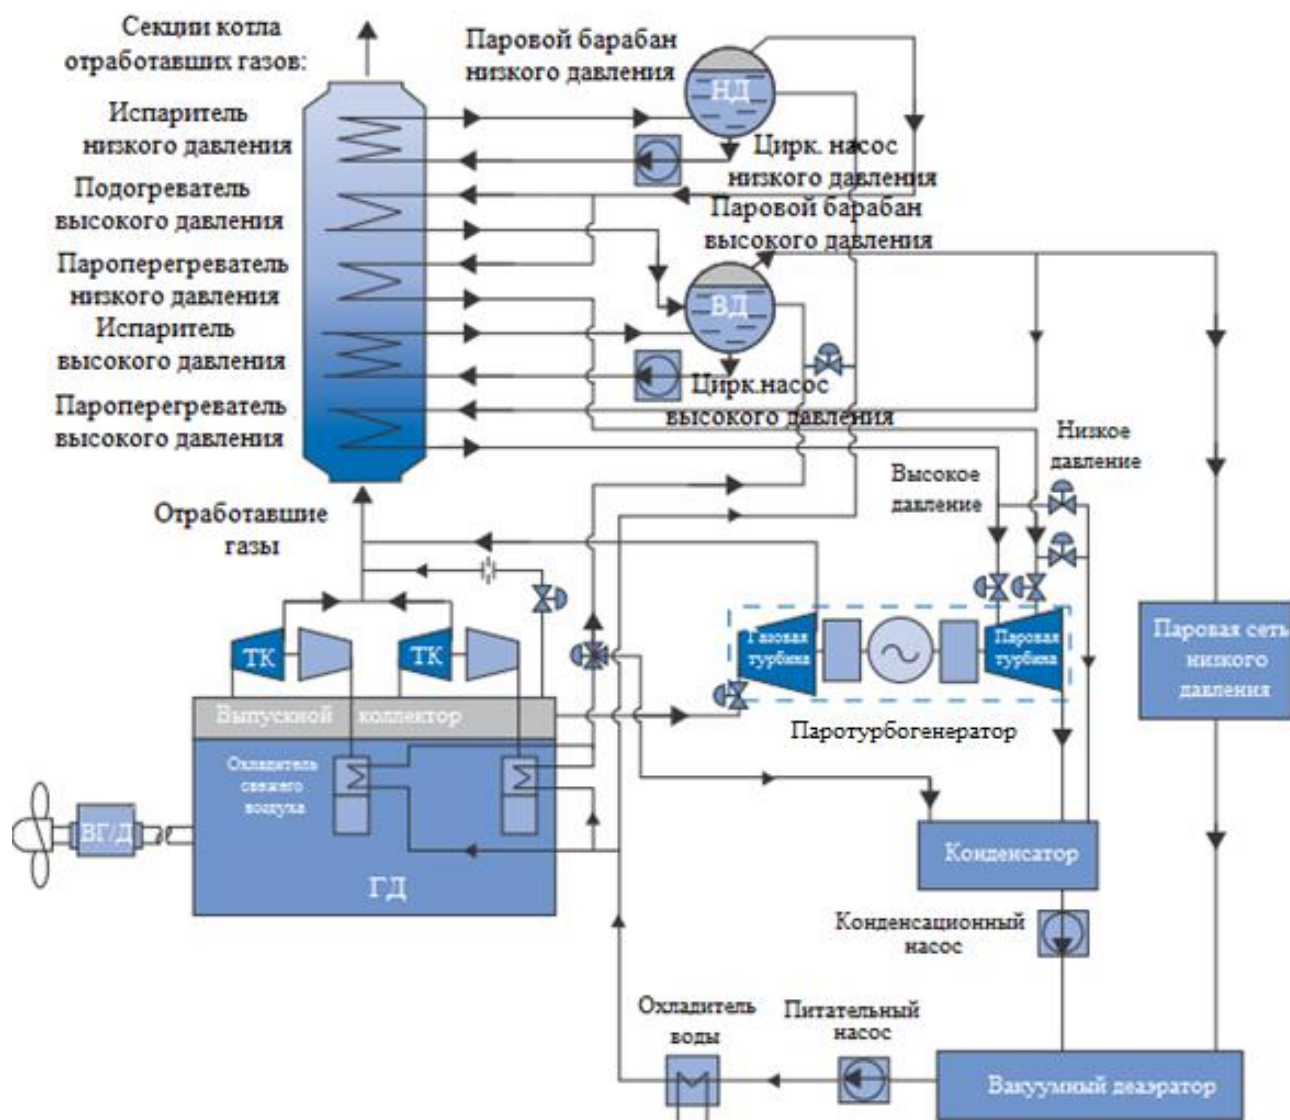 Секции котла
отработавших газов:
Испаритель
низкого давления
Подогреватель
высокого давления
Пароперегреватель
низкого давления
Испаритель
высокого давления
Пароперегреватель
высокого давления
Отработавшие
газы
Паровой барабан
низкого давления
НД
Цирк. насос
низкого давления
Паровой барабан
высокого давления
ВД
Цирк.насос
высокого давления
Высокое
давление
Низкое
давление
ТК
ТК
Выпускной коллектор
Охладитель
свежего
воздуха
ВГ/Д
ГД
Газовая
турбина
Паровая
турбина
Паротурбогенератор
Паровая сеть
низкого
давления
Конденсатор
Конденсационный
насос
Охладитель
воды
Питательный
насос
Вакуумный деаэратор